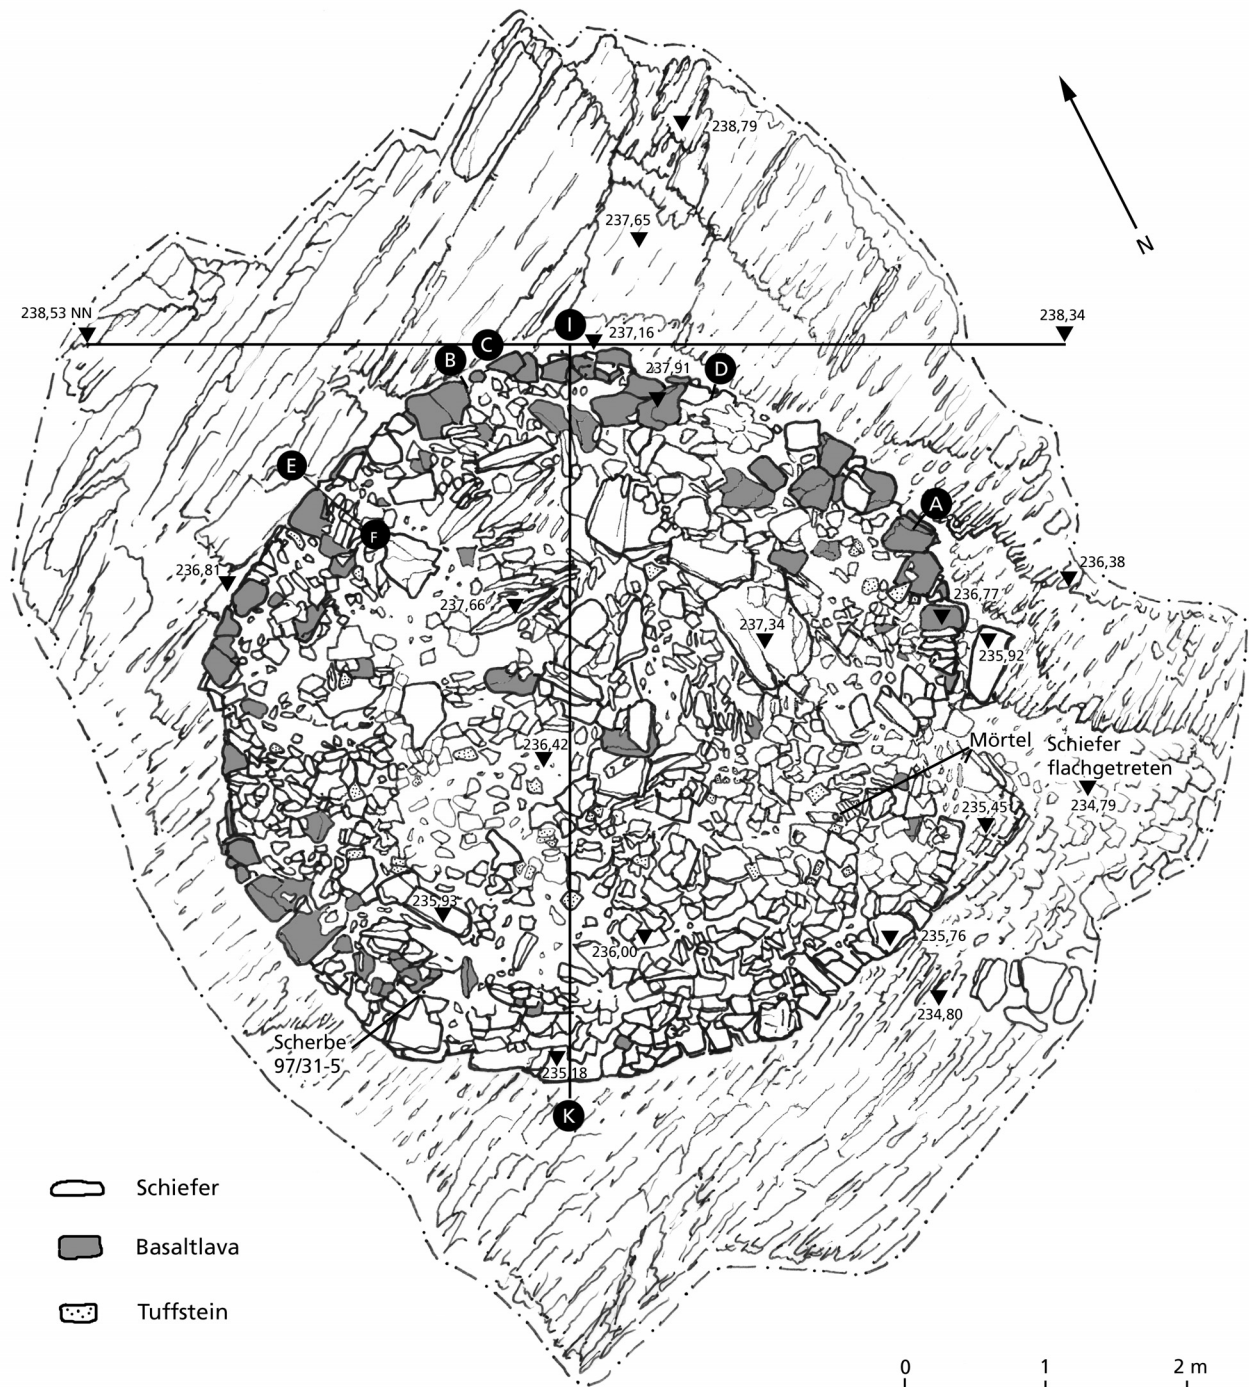 238,79
N
237,65
238,53 NN
I
237,16
238,34
B
C
237,91
D
E
A
F
236,81
236,38
237,66
236,77
237,34
235,92
236,42
Mörtel
Schiefer
flachgetreten
234,79
235,45
235,93
236,00
235,76
234,80
Scherbe
97/31-5
235,18
K
Schiefer
Basaltlava
Tuffstein
0 1 2 m